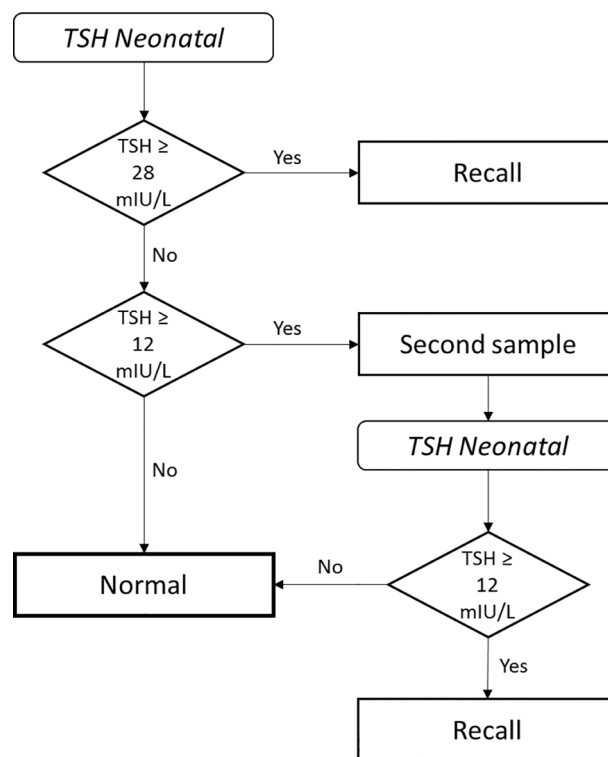 TSH Neonatal
TSH ≥
28
mIU/L
Yes
Recall
No
TSH ≥
12
mIU/L
Yes
Second sample
TSH Neonatal
No
Normal
No
TSH ≥
12
mIU/L
Yes
Recall